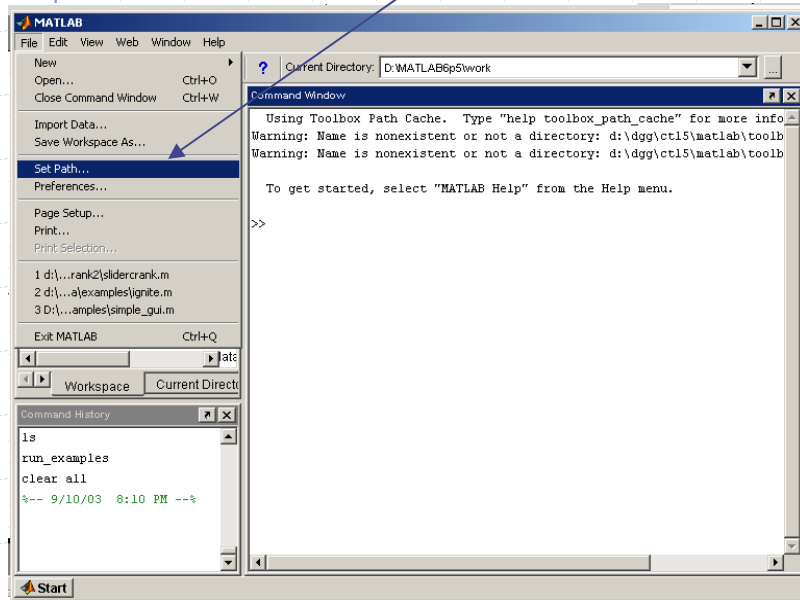 MATLAB
File Edit View Web Window Help
New
Open... Ctrl+O
Close Command Window Ctrl+W
Import Data...
Save Workspace As...
Set Path...
Preferences...
Page Setup...
Print...
Print Selection...
1 d:\...rank2\slidercrank.m
2 d:\...a\examples\ignite.m
3 D:\...amples\simple_gui.m
Exit MATLAB Ctrl+Q
? Current Directory: D:\MATLAB6p5\work ...
Command Window
Using Toolbox Path Cache. Type "help toolbox_path_cache" for more info
Warning: Name is nonexistent or not a directory: d:\dgg\ctl5\matlab\toolb
Warning: Name is nonexistent or not a directory: d:\dgg\ctl5\matlab\toolb
To get started, select "MATLAB Help" from the Help menu.
>>
Workspace Current Directo
Command History
ls
run_examples
clear all
%-- 9/10/03 8:10 PM --%
Start